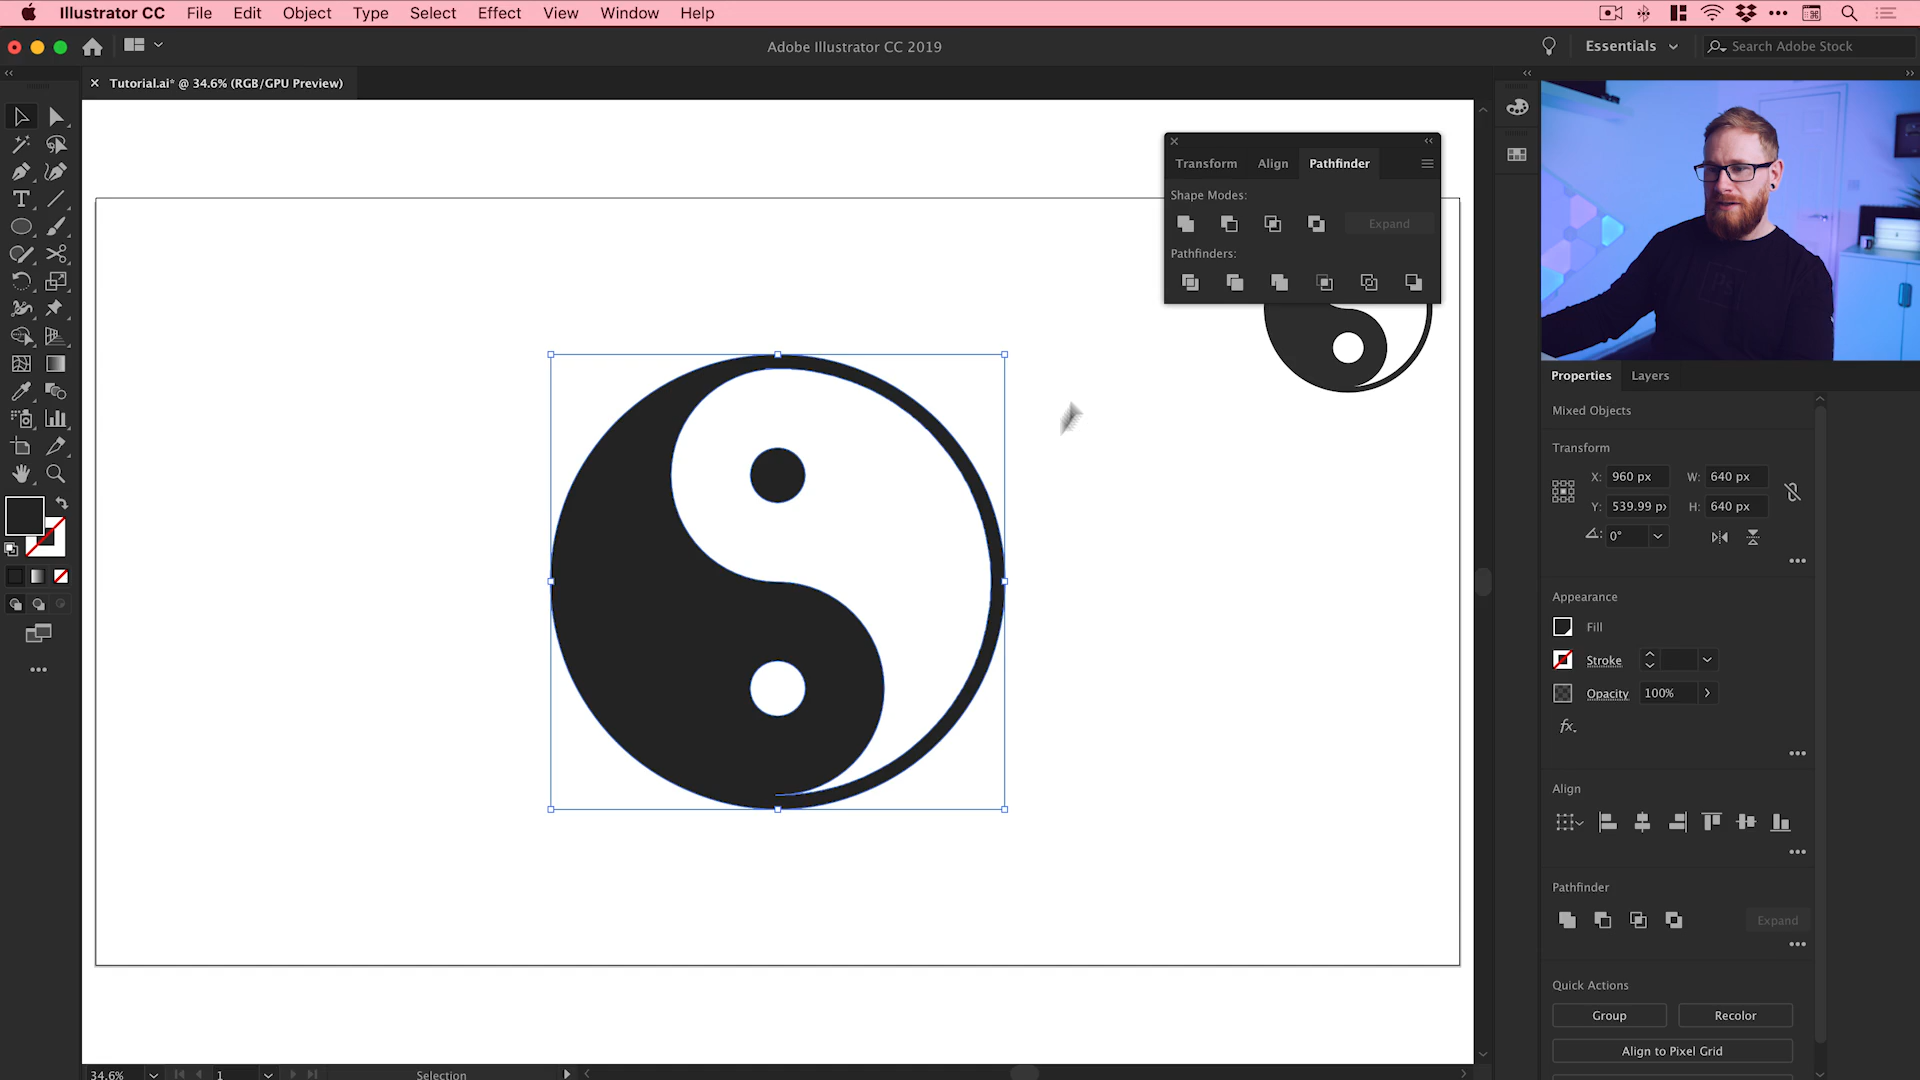 Illustrator CC File Edit Object Type Select Effect View Window Help
Adobe Illustrator CC 2019
Essentials
Search Adobe Stock
Tutorial.ai* @ 34.6% (RGB/GPU Preview)
Transform Align Pathfinder
Shape Modes:
Expand
Pathfinders:
Properties Layers
Mixed Objects
Transform
X: 960 px W: 640 px
Y: 539.99 px H: 640 px
0°
Appearance
Fill
Stroke
Opacity 100%
fx.
Align
Pathfinder
Expand
Quick Actions
Group Recolor
Align to Pixel Grid
34.6% 1 Selection